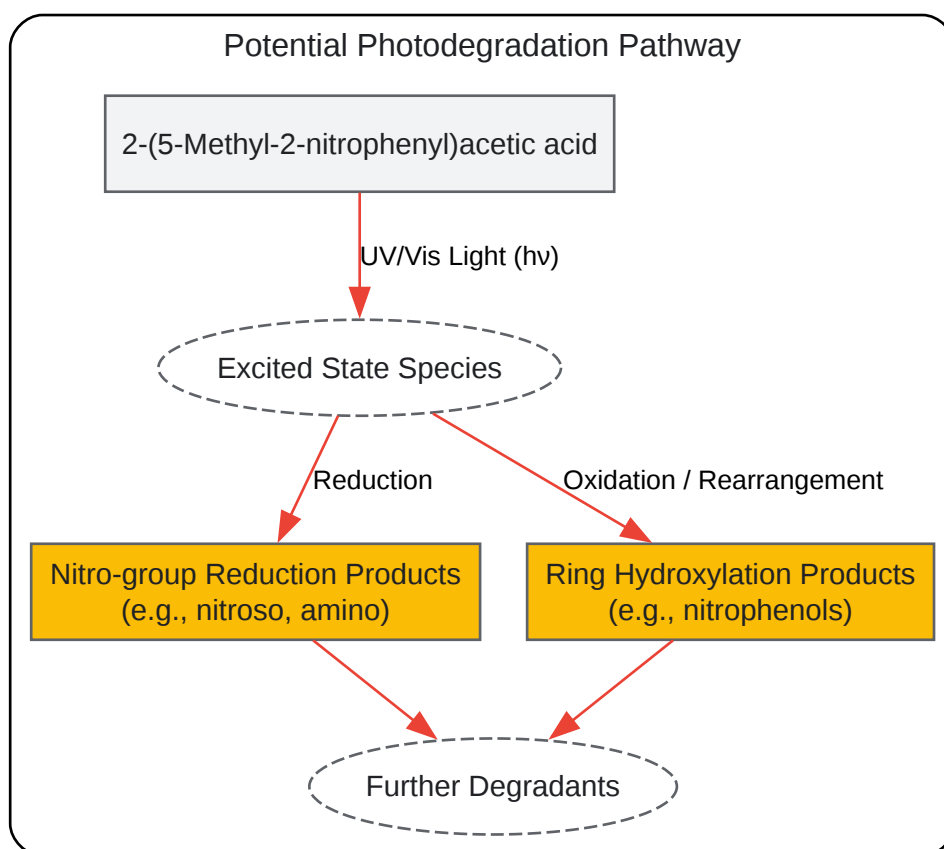 Potential Photodegradation Pathway
2-(5-Methyl-2-nitrophenyl)acetic acid
UV/Vis Light (hν)
Excited State Species
Reduction
Oxidation / Rearrangement
Nitro-group Reduction Products
(e.g., nitroso, amino)
Ring Hydroxylation Products
(e.g., nitrophenols)
Further Degradants